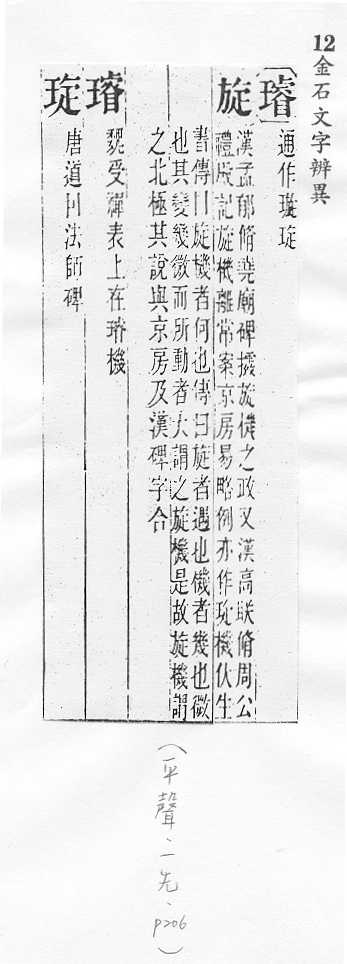 12金石文字辨異
【璿】通作璇琁
旋
漢孟郁脩堯廟碑據旋機之政又漢高联脩周公
禮殿記旋機離常案京房易略例亦作琁機伏生
書傳曰旋機者何也傳曰旋者還也機者幾也微
也其變幾微而所動者大謂之旋機是故旋機謂
之北極其說與京房及漢碑字合
璿
魏受禪表上在璿機
琁
唐道因法師碑
(平聲、一先、p206)